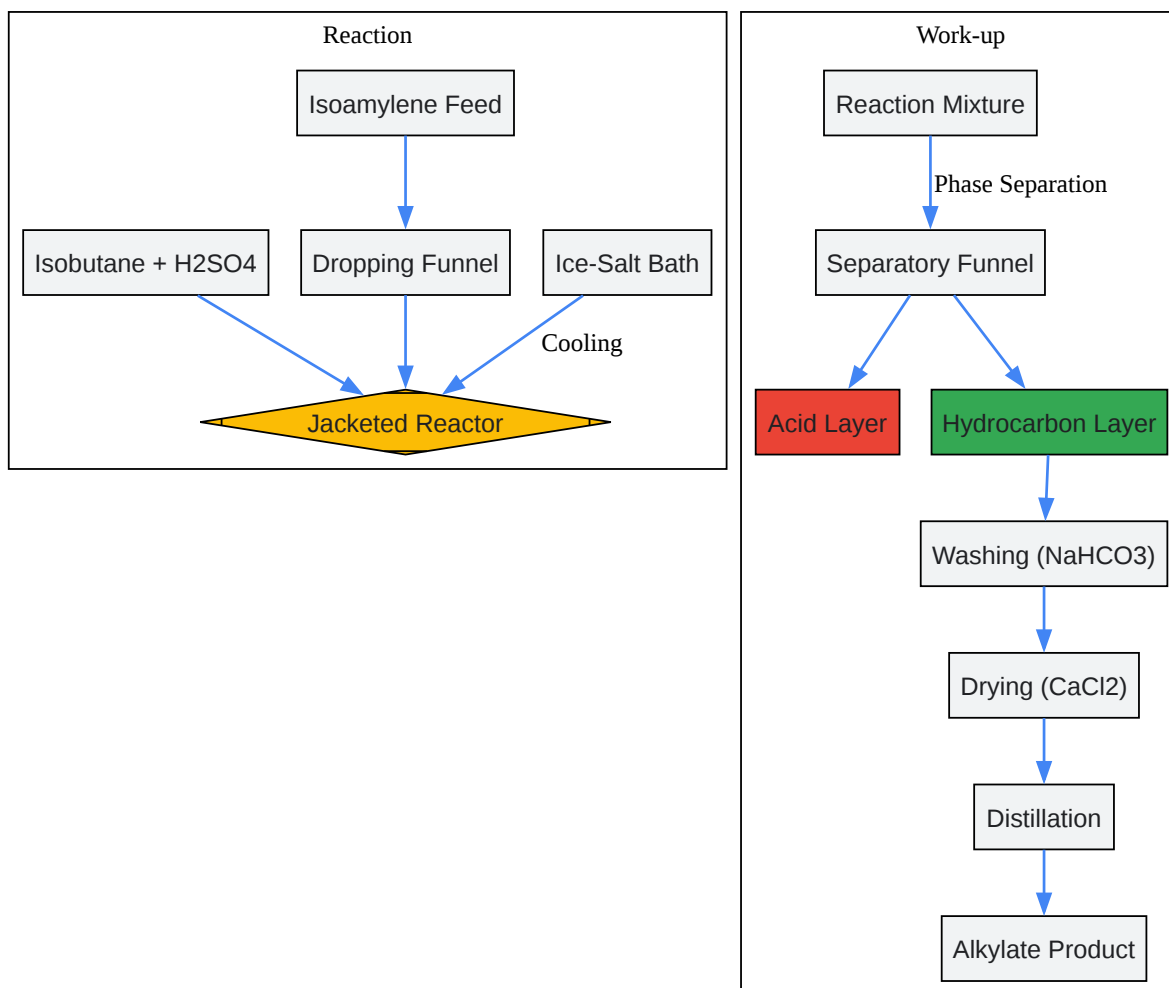 Reaction
Isoamylene Feed
Isobutane + H2SO4
Dropping Funnel
Ice-Salt Bath
Cooling
Jacketed Reactor
Work-up
Reaction Mixture
Phase Separation
Separatory Funnel
Acid Layer
Hydrocarbon Layer
Washing (NaHCO3)
Drying (CaCl2)
Distillation
Alkylate Product